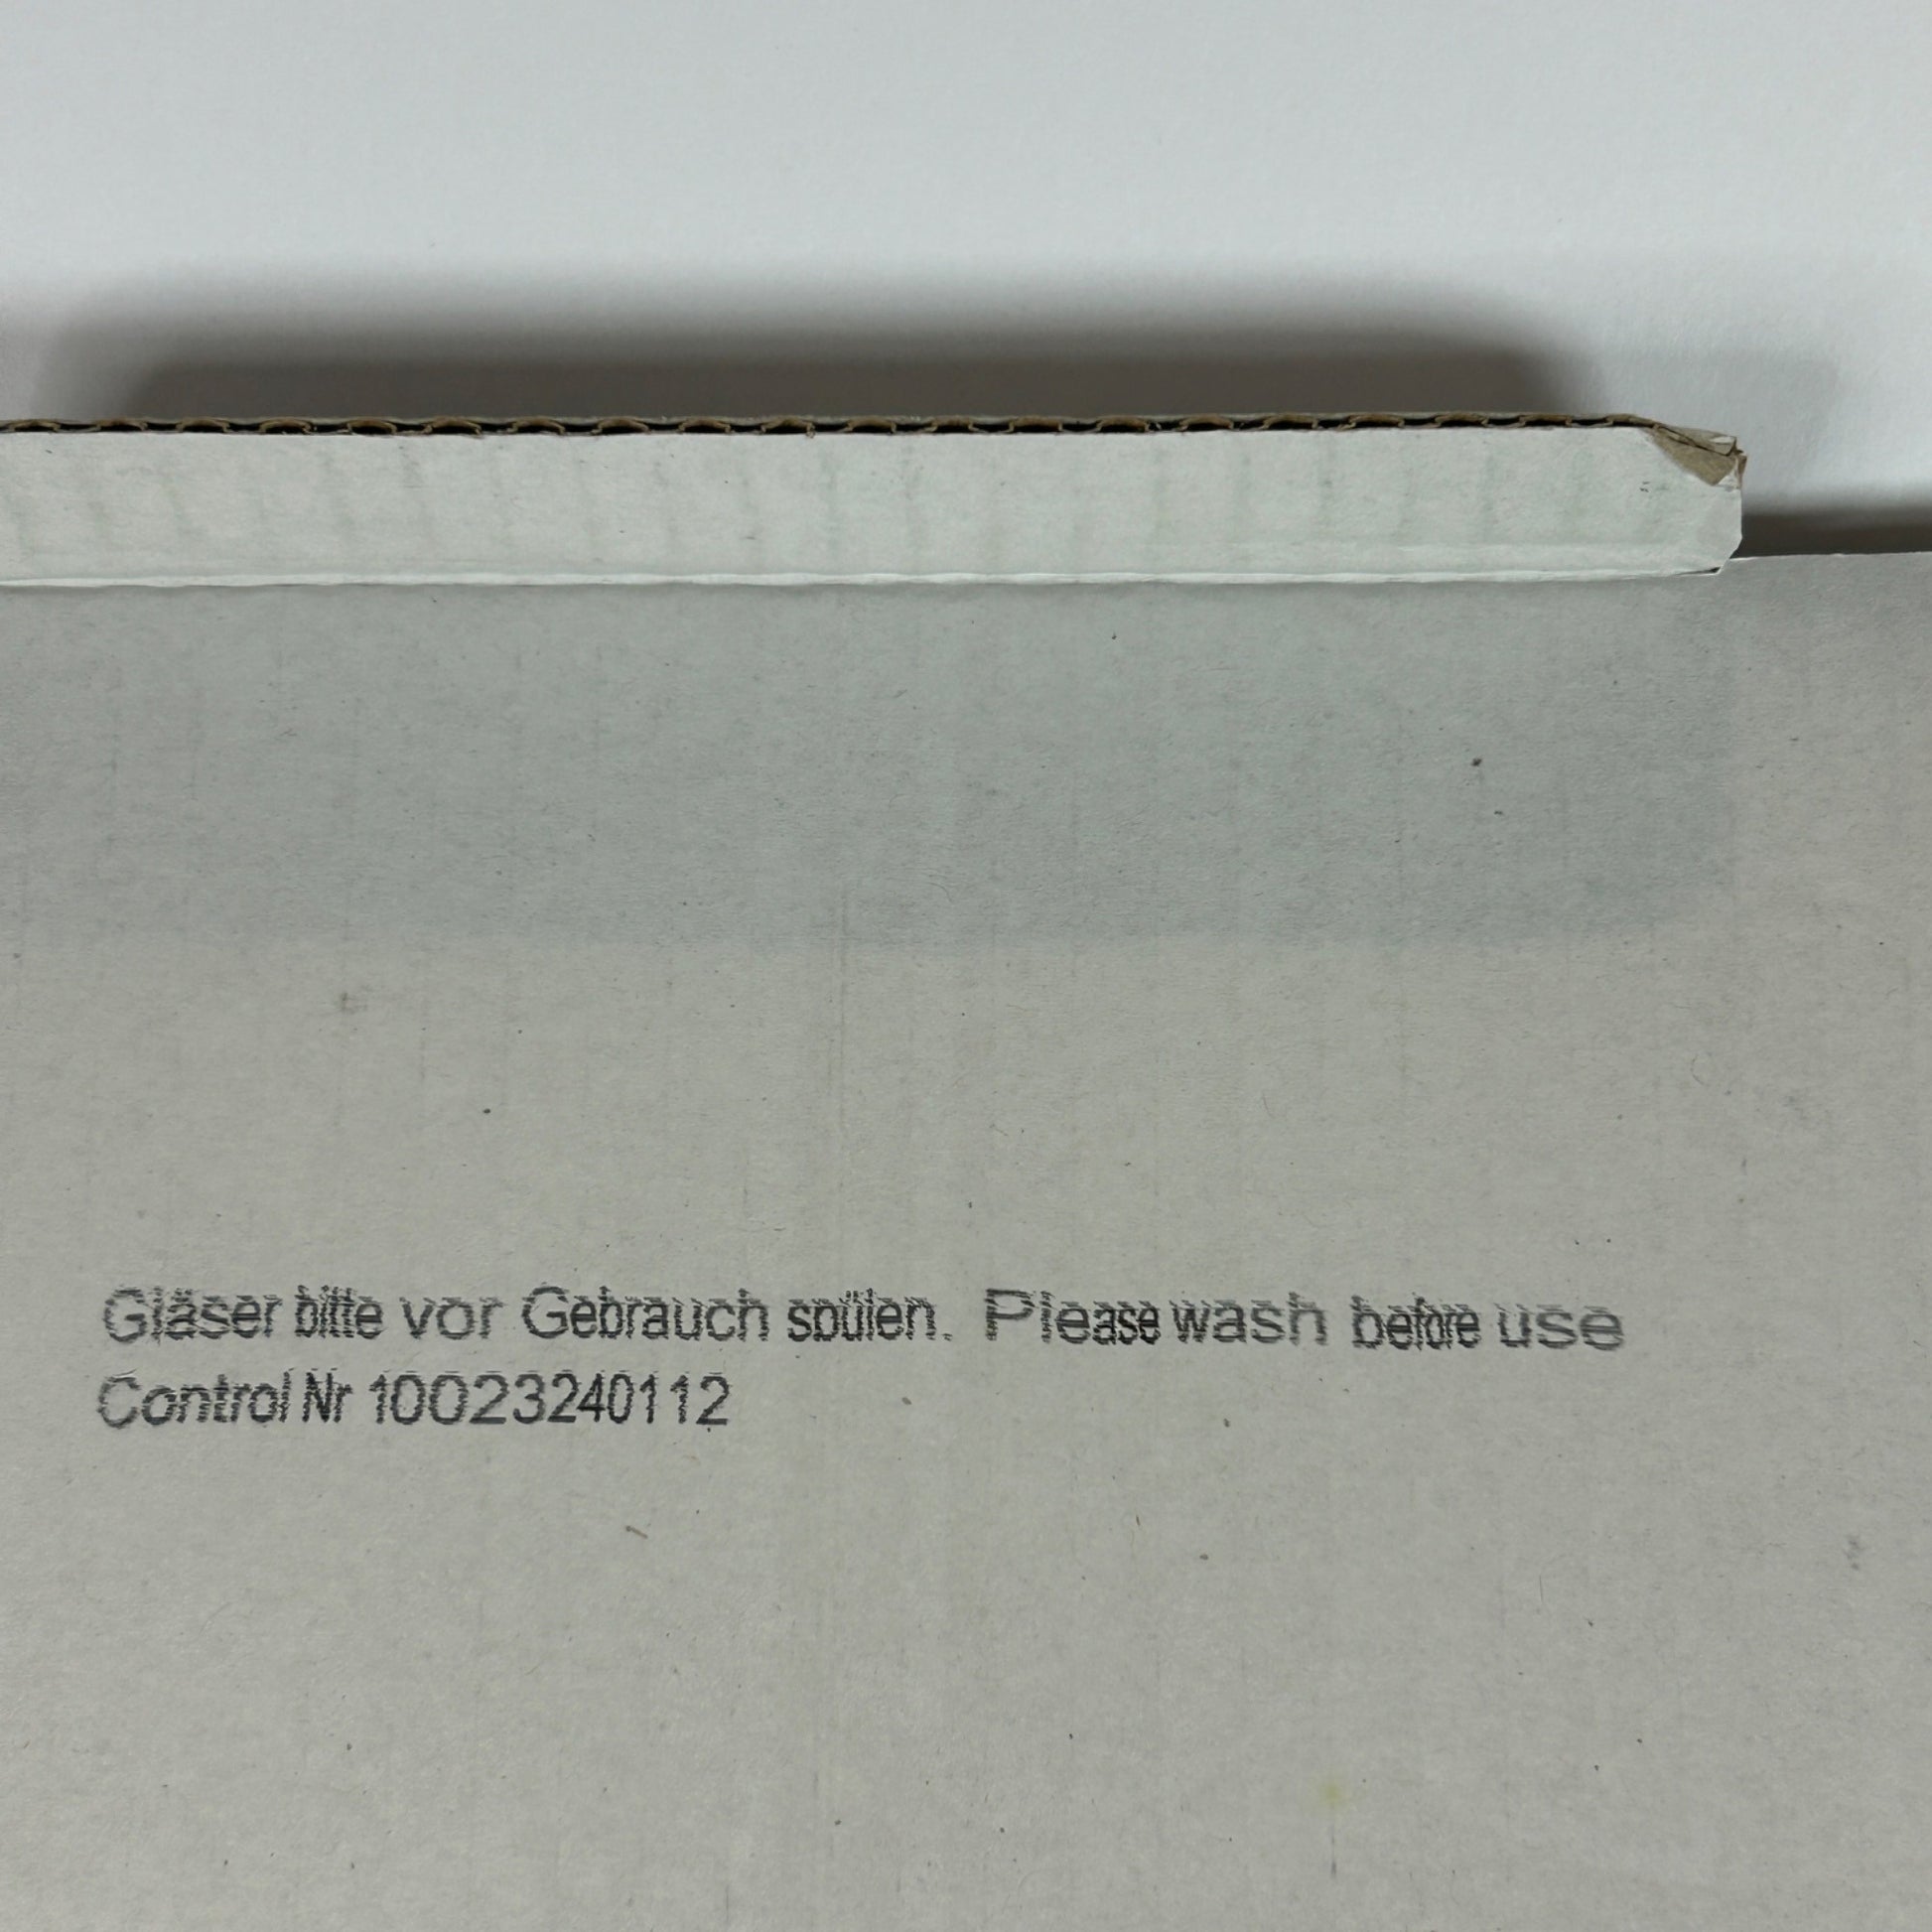 Gläser bitte vor Gebrauch spülen. Please wash before use
Control Nr 10023240112